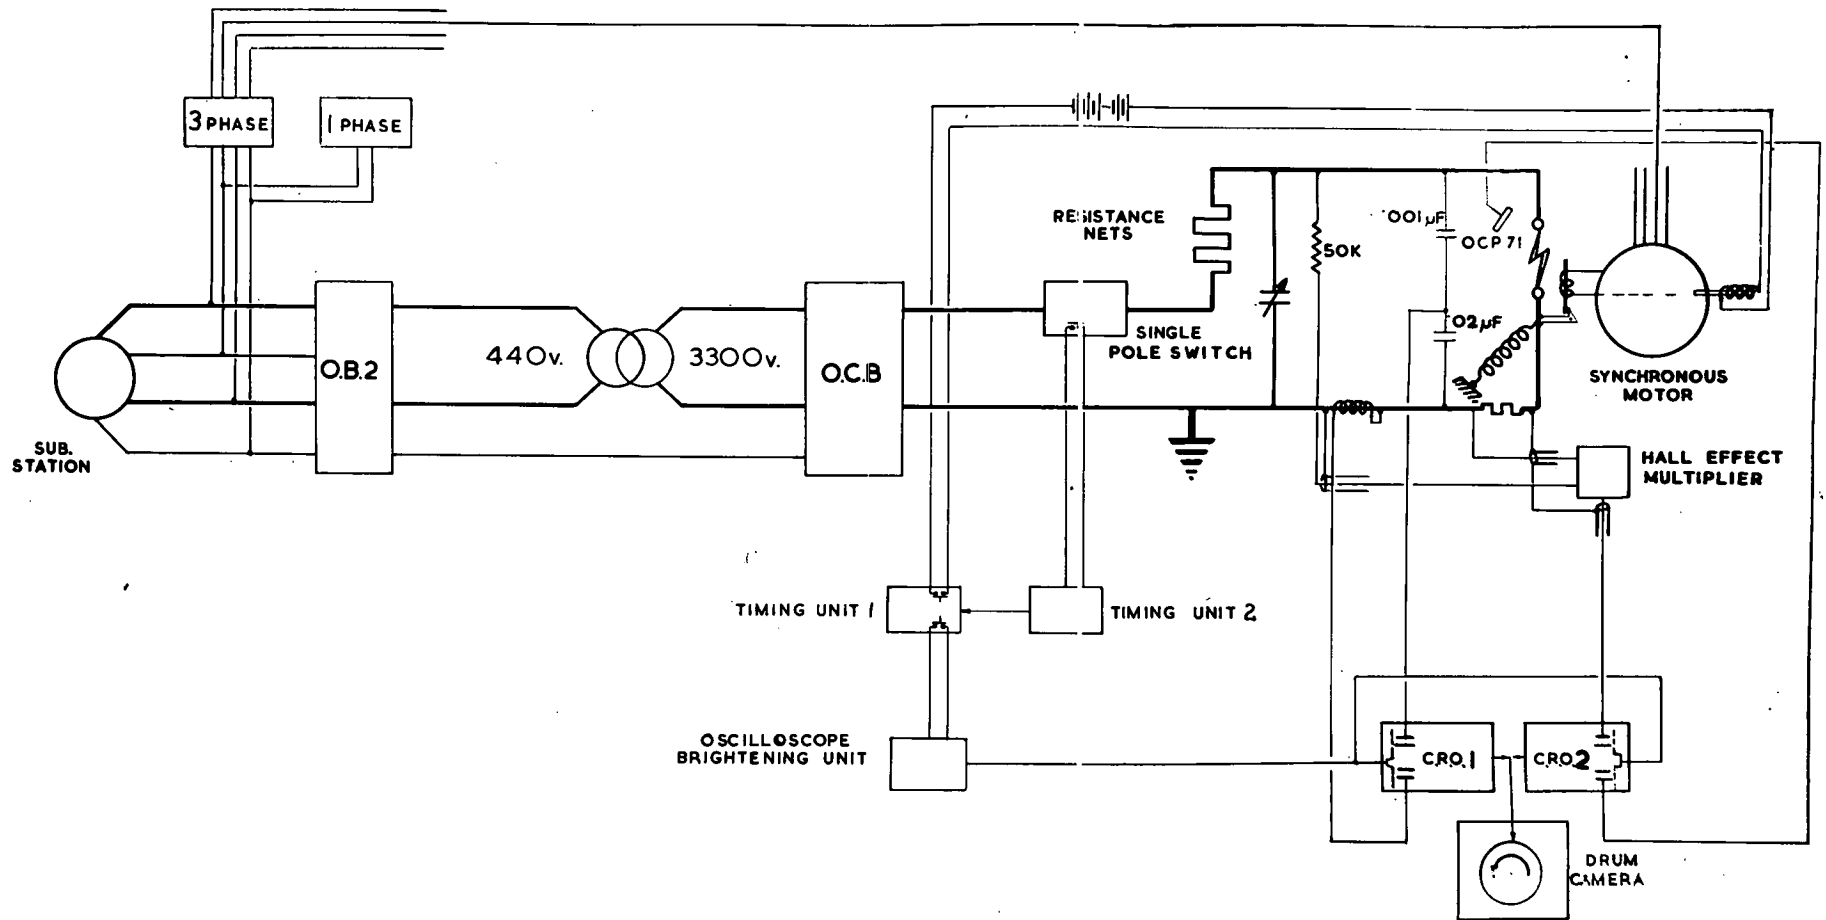 3 PHASE
1 PHASE
RESISTANCE
NETS
·001µF
OCP 71
50K
·02µF
SINGLE
POLE SWITCH
SYNCHRONOUS
MOTOR
O.B.2
440v.
3300v.
O.C.B
SUB.
STATION
HALL EFFECT
MULTIPLIER
TIMING UNIT 1
TIMING UNIT 2
OSCILLOSCOPE
BRIGHTENING UNIT
C.R.O.1
C.R.O.2
DRUM
CAMERA